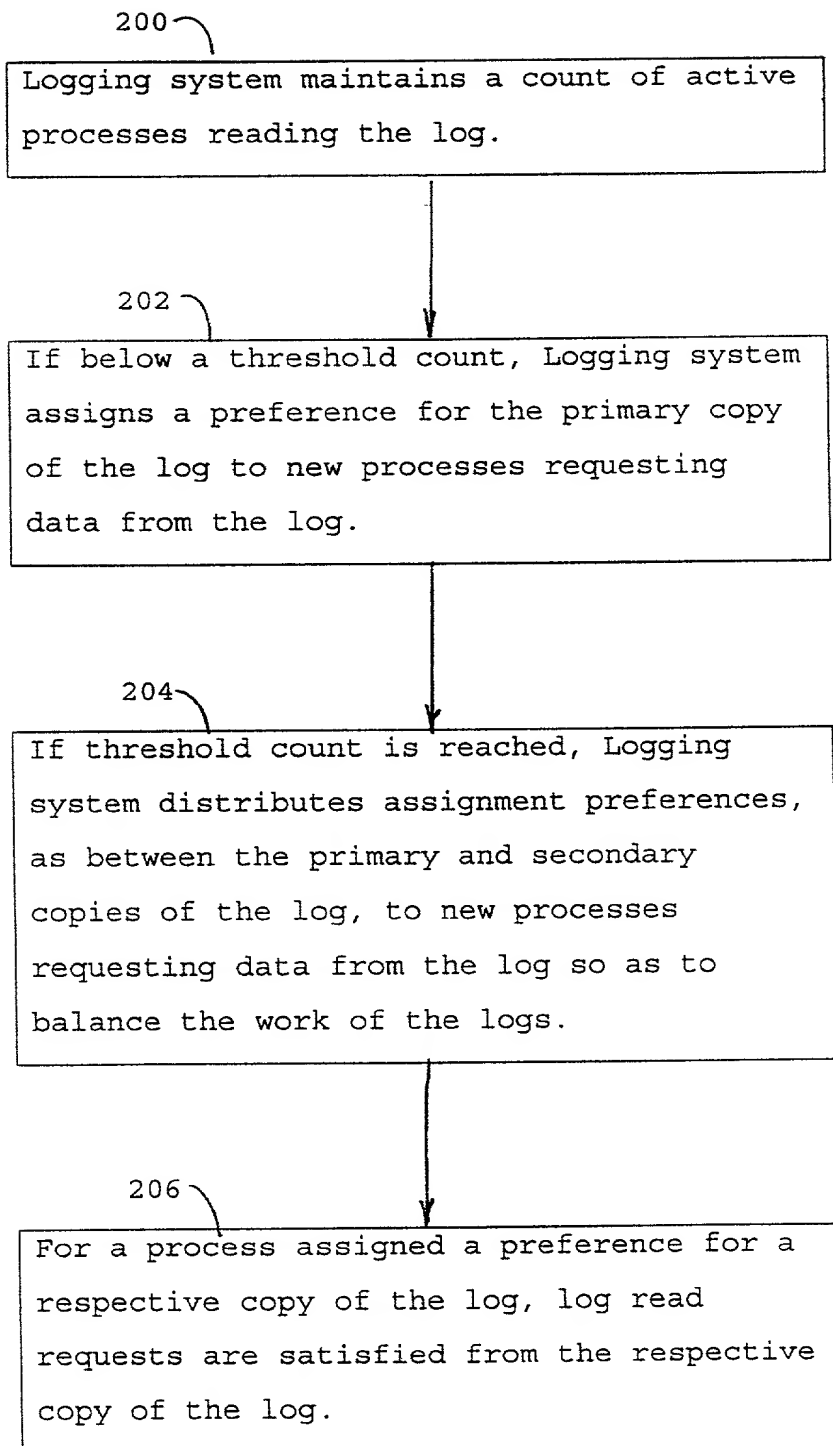 200
Logging system maintains a count of active
processes reading the log.
202
If below a threshold count, Logging system
assigns a preference for the primary copy
of the log to new processes requesting
data from the log.
204
If threshold count is reached, Logging
system distributes assignment preferences,
as between the primary and secondary
copies of the log, to new processes
requesting data from the log so as to
balance the work of the logs.
206
For a process assigned a preference for a
respective copy of the log, log read
requests are satisfied from the respective
copy of the log.